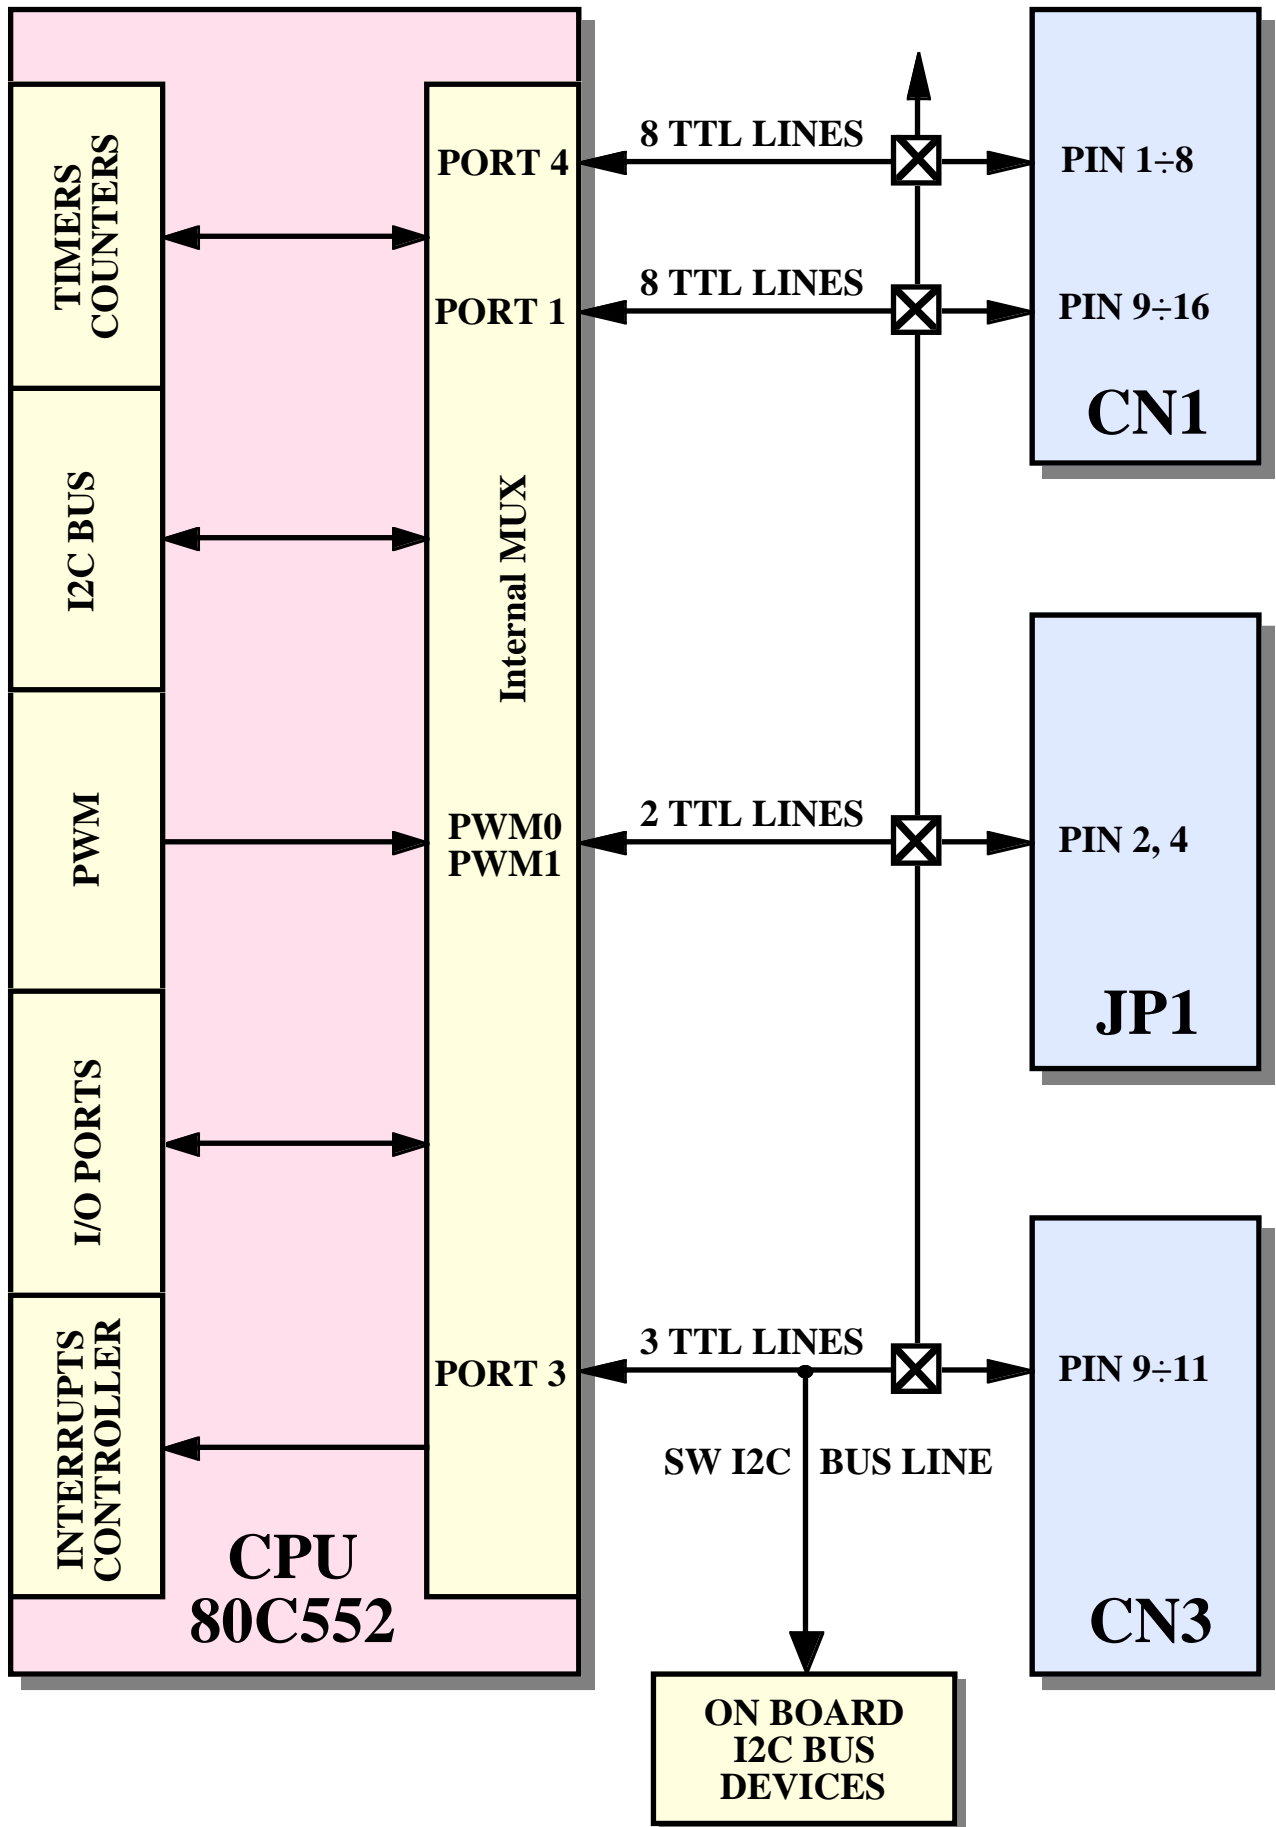 TIMERS
COUNTERS
I2C BUS
PWM
I/O PORTS
INTERRUPTS
CONTROLLER
CPU
80C552
PORT 4
PORT 1
Internal MUX
PWM0
PWM1
PORT 3
8 TTL LINES
8 TTL LINES
2 TTL LINES
3 TTL LINES
SW I2C BUS LINE
ON BOARD
I2C BUS
DEVICES
PIN 1÷8
PIN 9÷16
CN1
PIN 2, 4
JP1
PIN 9÷11
CN3